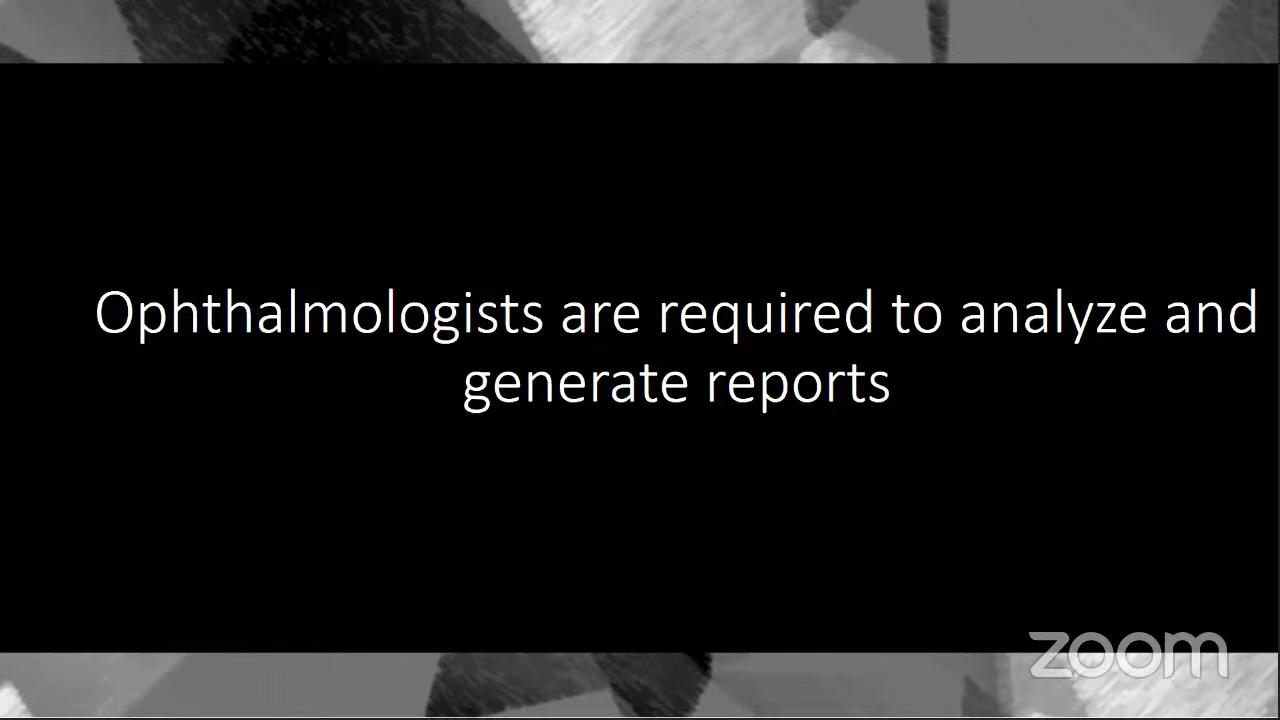 Ophthalmologists are required to analyze and
generate reports
zoom